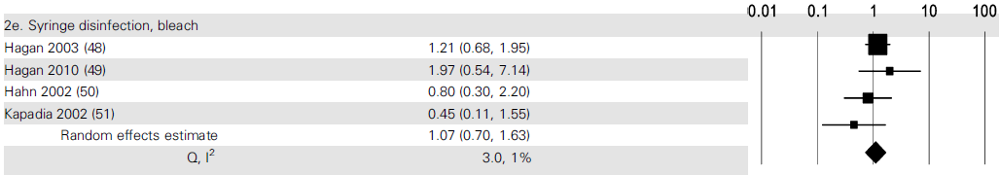 0.01 0.1 1 10 100
2e. Syringe disinfection, bleach
Hagan 2003 (48) 1.21 (0.68, 1.95)
Hagan 2010 (49) 1.97 (0.54, 7.14)
Hahn 2002 (50) 0.80 (0.30, 2.20)
Kapadia 2002 (51) 0.45 (0.11, 1.55)
Random effects estimate 1.07 (0.70, 1.63)
Q, I² 3.0, 1%